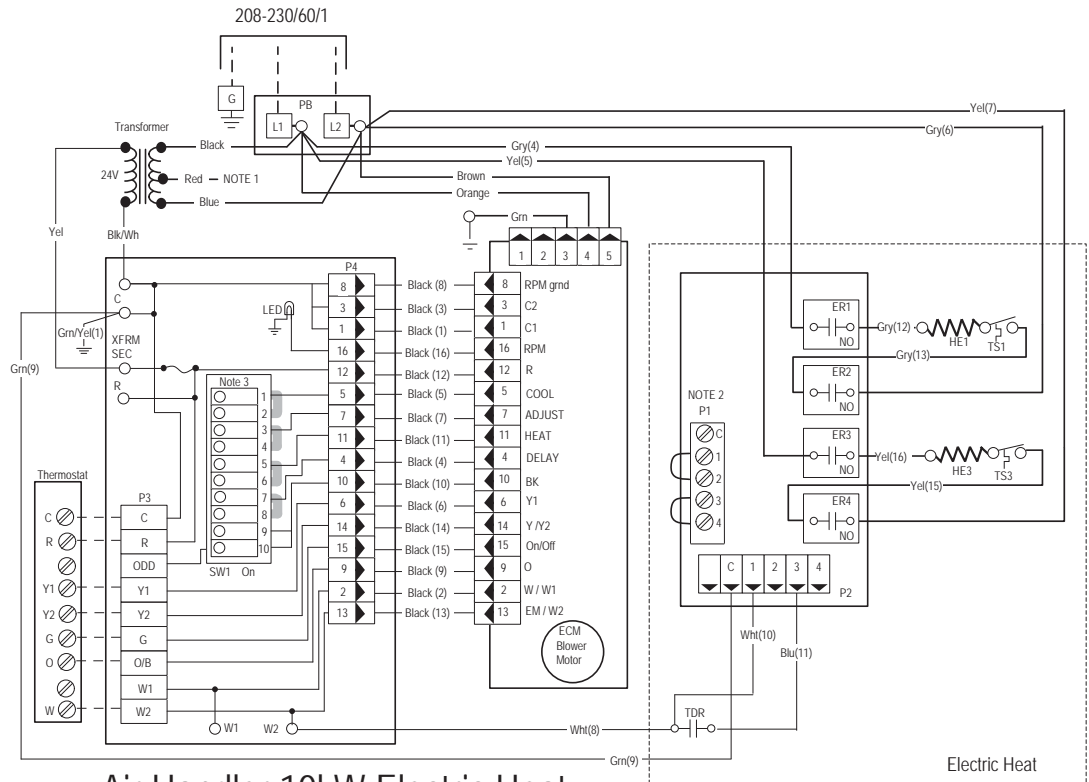 208-230/60/1
G
PB
L1
L2
Yel(7)
Gry(6)
Transformer
Black
Gry(4)
Yel(5)
24V
Red
NOTE 1
Brown
Orange
Blue
Grn
Yel
Blk/Wh
1 2 3 4 5
P4
C
LED
Grn/Yel(1)
XFRM
SEC
R
Grn(9)
8 Black (8) 8 RPM grnd
3 Black (3) 3 C2
1 Black (1) 1 C1
16 Black (16) 16 RPM
12 Black (12) 12 R
5 Black (5) 5 COOL
7 Black (7) 7 ADJUST
11 Black (11) 11 HEAT
4 Black (4) 4 DELAY
10 Black (10) 10 BK
6 Black (6) 6 Y1
14 Black (14) 14 Y /Y2
15 Black (15) 15 On/Off
9 Black (9) 9 O
2 Black (2) 2 W / W1
13 Black (13) 13 EM / W2
Note 3
1
2
3
4
5
6
7
8
9
10
SW1 On
Thermostat
C
R
Y1
Y2
G
O
W
P3
C
R
ODD
Y1
Y2
G
O/B
W1
W2
W1
W2
ECM
Blower
Motor
ER1
NO
Gry(12)
HE1
TS1
Gry(13)
ER2
NO
NOTE 2
P1
C
1
2
3
4
ER3
NO
Yel(16)
HE3
TS3
Yel(15)
ER4
NO
C 1 2 3 4
P2
Wht(10)
Blu(11)
TDR
Wht(8)
Grn(9)
Electric Heat